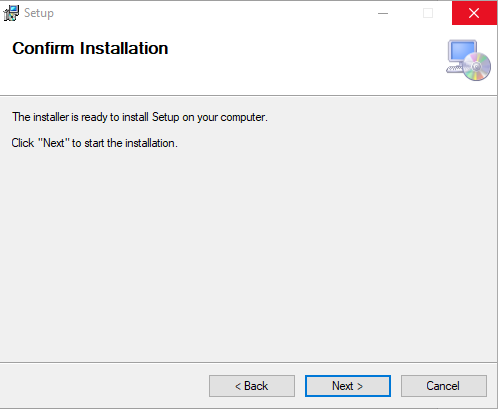 Setup
Confirm Installation
The installer is ready to install Setup on your computer.
Click "Next" to start the installation.
< Back
Next >
Cancel